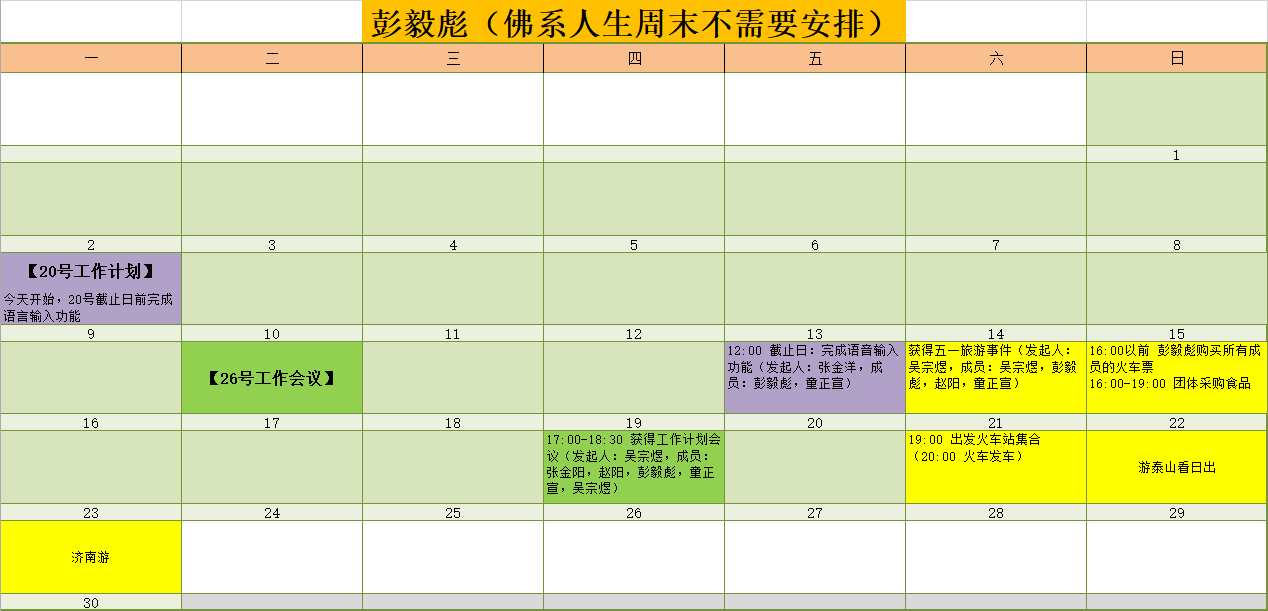 彭毅彪（佛系人生周末不需要安排）
一 二 三 四 五 六 日
1
2 3 4 5 6 7 8
【20号工作计划】
今天开始，20号截止日前完成
语言输入功能
9 10 11 12 13 14 15
【26号工作会议】
12:00 截止日：完成语音输入
功能（发起人：张金洋，成
员：彭毅彪，童正宣）
获得五一旅游事件（发起人：
吴宗煜，成员：吴宗煜，彭毅
彪，赵阳，童正宣）
16:00以前 彭毅彪购买所有成
员的火车票
16:00-19:00 团体采购食品
16 17 18 19 20 21 22
17:00-18:30 获得工作计划会
议（发起人：吴宗煜，成员：
张金阳，赵阳，彭毅彪，童正
宣，吴宗煜）
19:00 出发火车站集合
（20:00 火车发车）
游泰山看日出
23 24 25 26 27 28 29
济南游
30